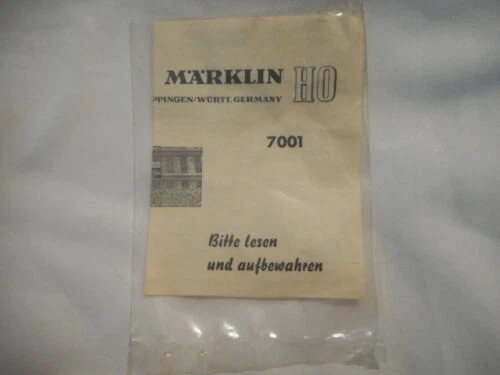 MÄRKLIN HO
PPINGEN/WÜRTT. GERMANY
7001
Bitte lesen
und aufbewahren